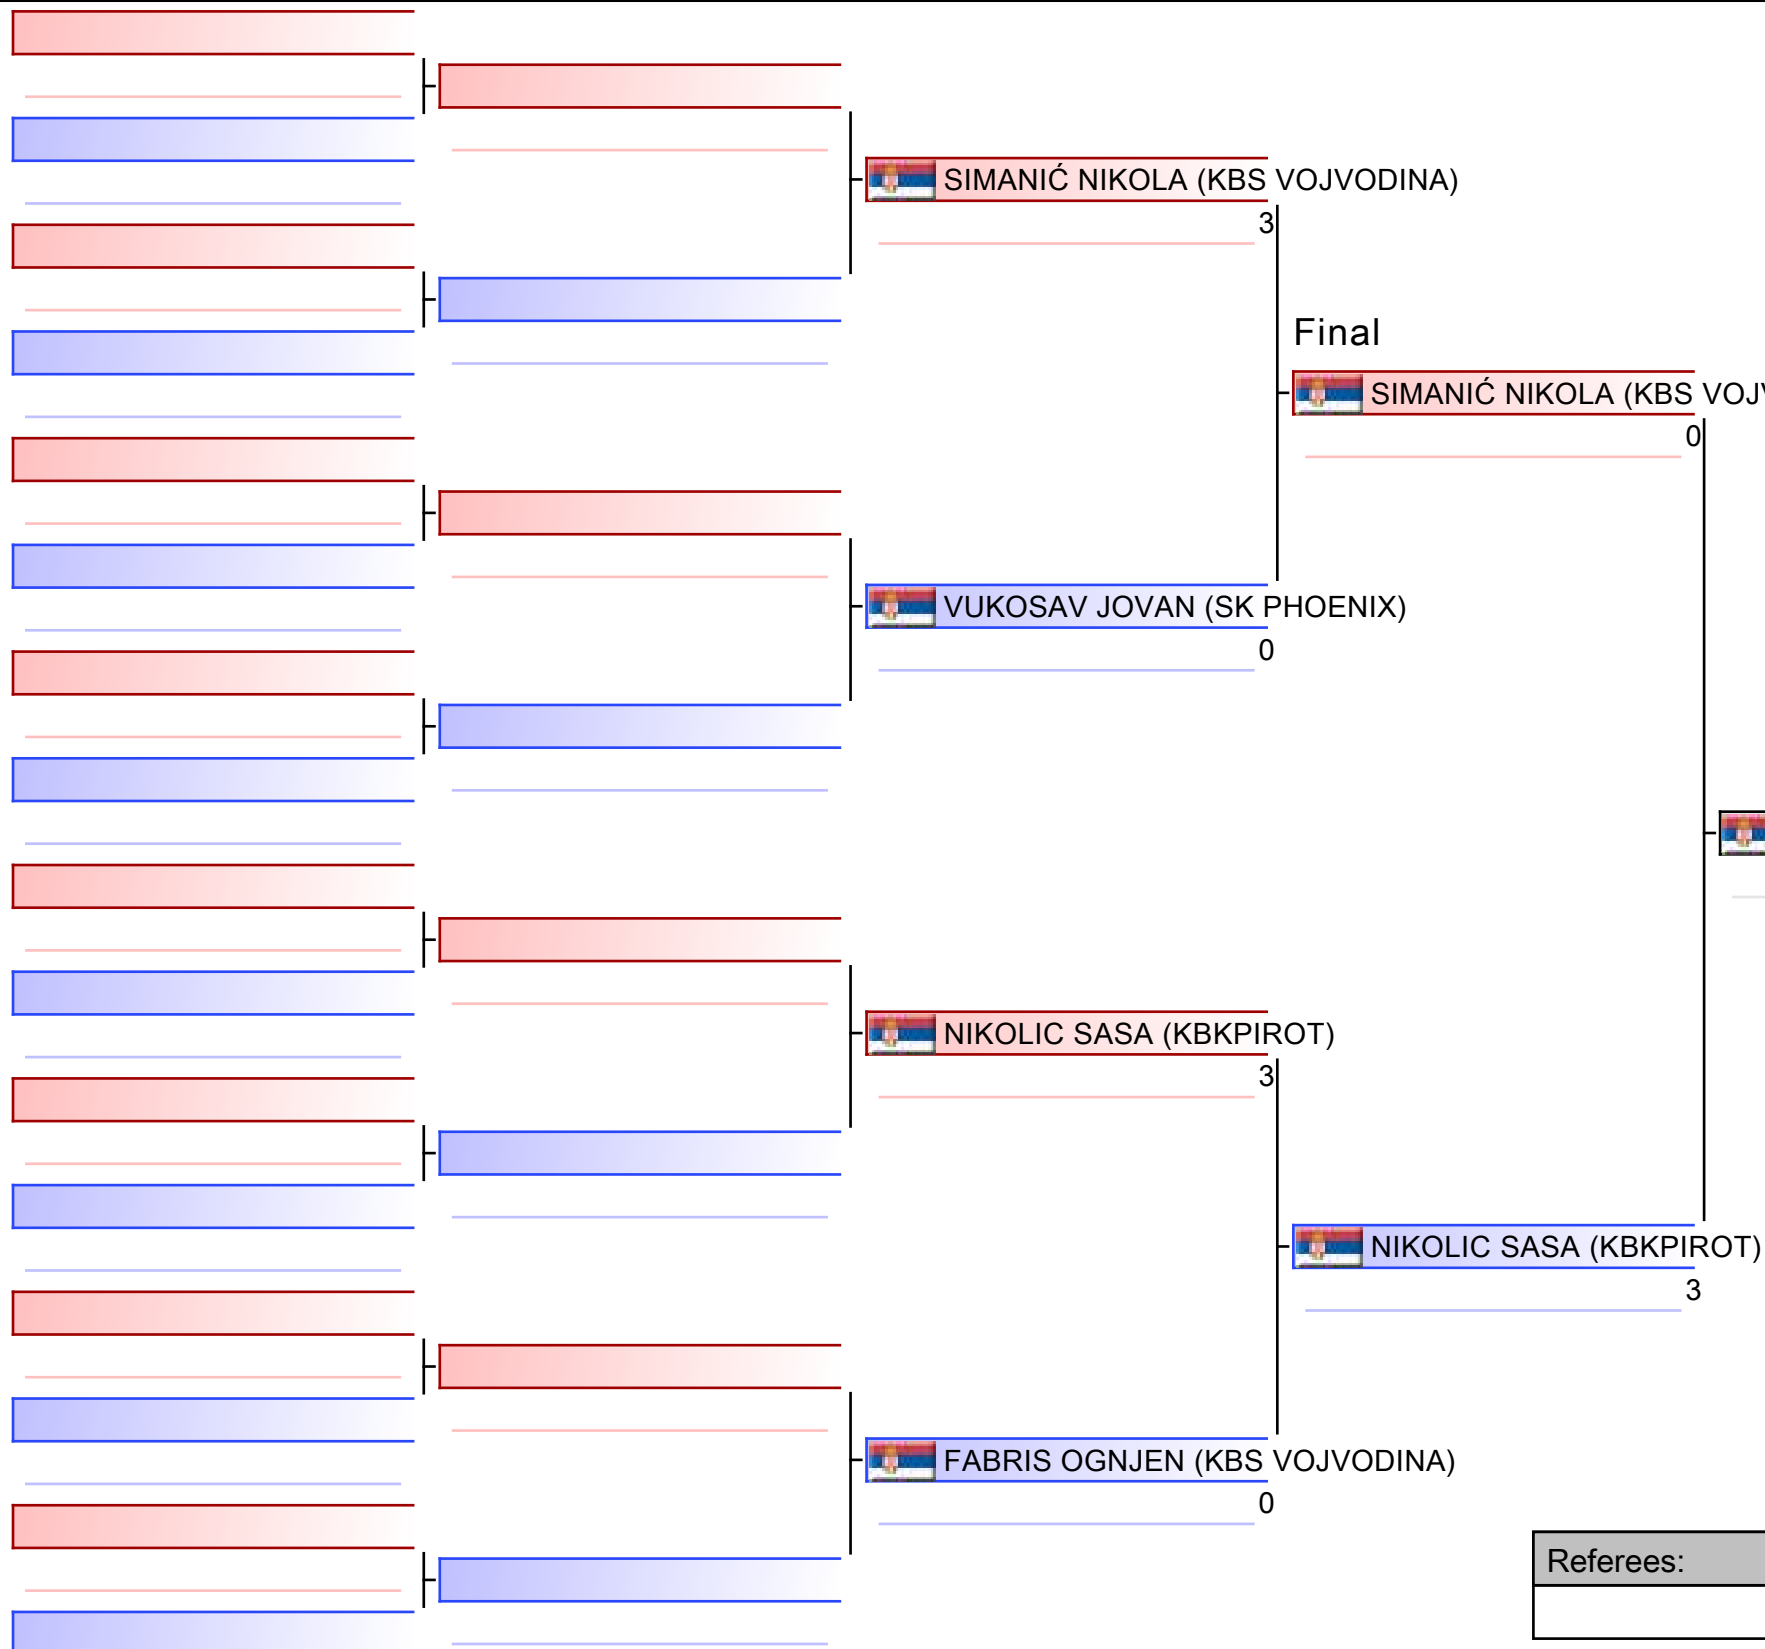 SIMANIĆ NIKOLA (KBS VOJVODINA)
3
Final
SIMANIĆ NIKOLA (KBS VOJV
0
VUKOSAV JOVAN (SK PHOENIX)
0
NIKOLIC SASA (KBKPIROT)
3
NIKOLIC SASA (KBKPIROT)
3
FABRIS OGNJEN (KBS VOJVODINA)
0
Referees: